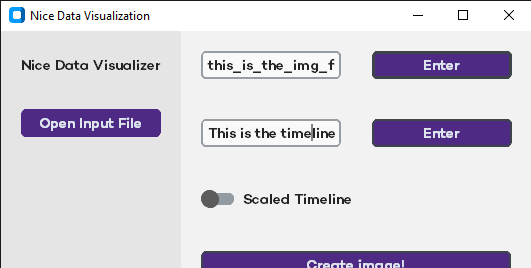 Nice Data Visualization
Nice Data Visualizer
Open Input File
this_is_the_img_f
Enter
This is the timeline
Enter
Scaled Timeline
Create image!